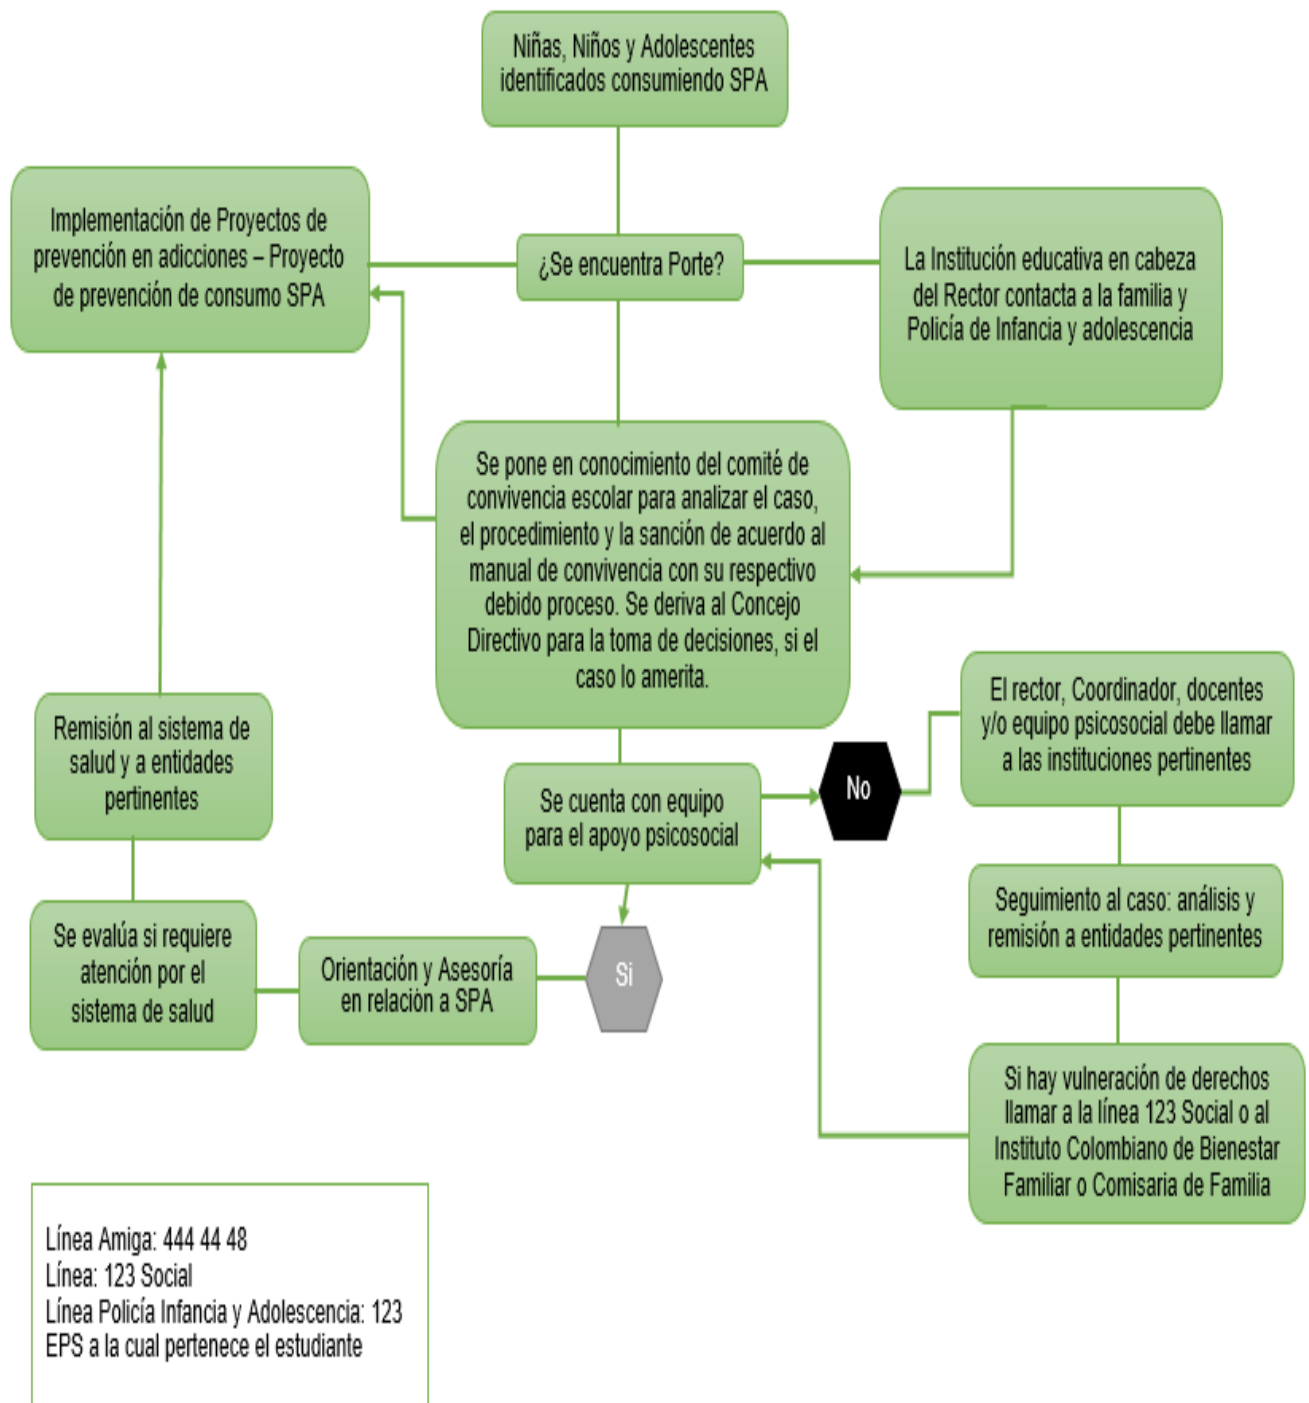 Niñas, Niños y Adolescentes
identificados consumiendo SPA
Implementación de Proyectos de
prevención en adicciones – Proyecto
de prevención de consumo SPA
¿Se encuentra Porte?
La Institución educativa en cabeza
del Rector contacta a la familia y
Policía de Infancia y adolescencia
Se pone en conocimiento del comité de
convivencia escolar para analizar el caso,
el procedimiento y la sanción de acuerdo al
manual de convivencia con su respectivo
debido proceso. Se deriva al Concejo
Directivo para la toma de decisiones, si el
caso lo amerita.
Se cuenta con equipo
para el apoyo psicosocial
No
El rector, Coordinador, docentes
y/o equipo psicosocial debe llamar
a las instituciones pertinentes
Seguimiento al caso: análisis y
remisión a entidades pertinentes
Si hay vulneración de derechos
llamar a la línea 123 Social o al
Instituto Colombiano de Bienestar
Familiar o Comisaria de Familia
Si
Orientación y Asesoría
en relación a SPA
Se evalúa si requiere
atención por el
sistema de salud
Remisión al sistema de
salud y a entidades
pertinentes
Línea Amiga: 444 44 48
Línea: 123 Social
Línea Policía Infancia y Adolescencia: 123
EPS a la cual pertenece el estudiante